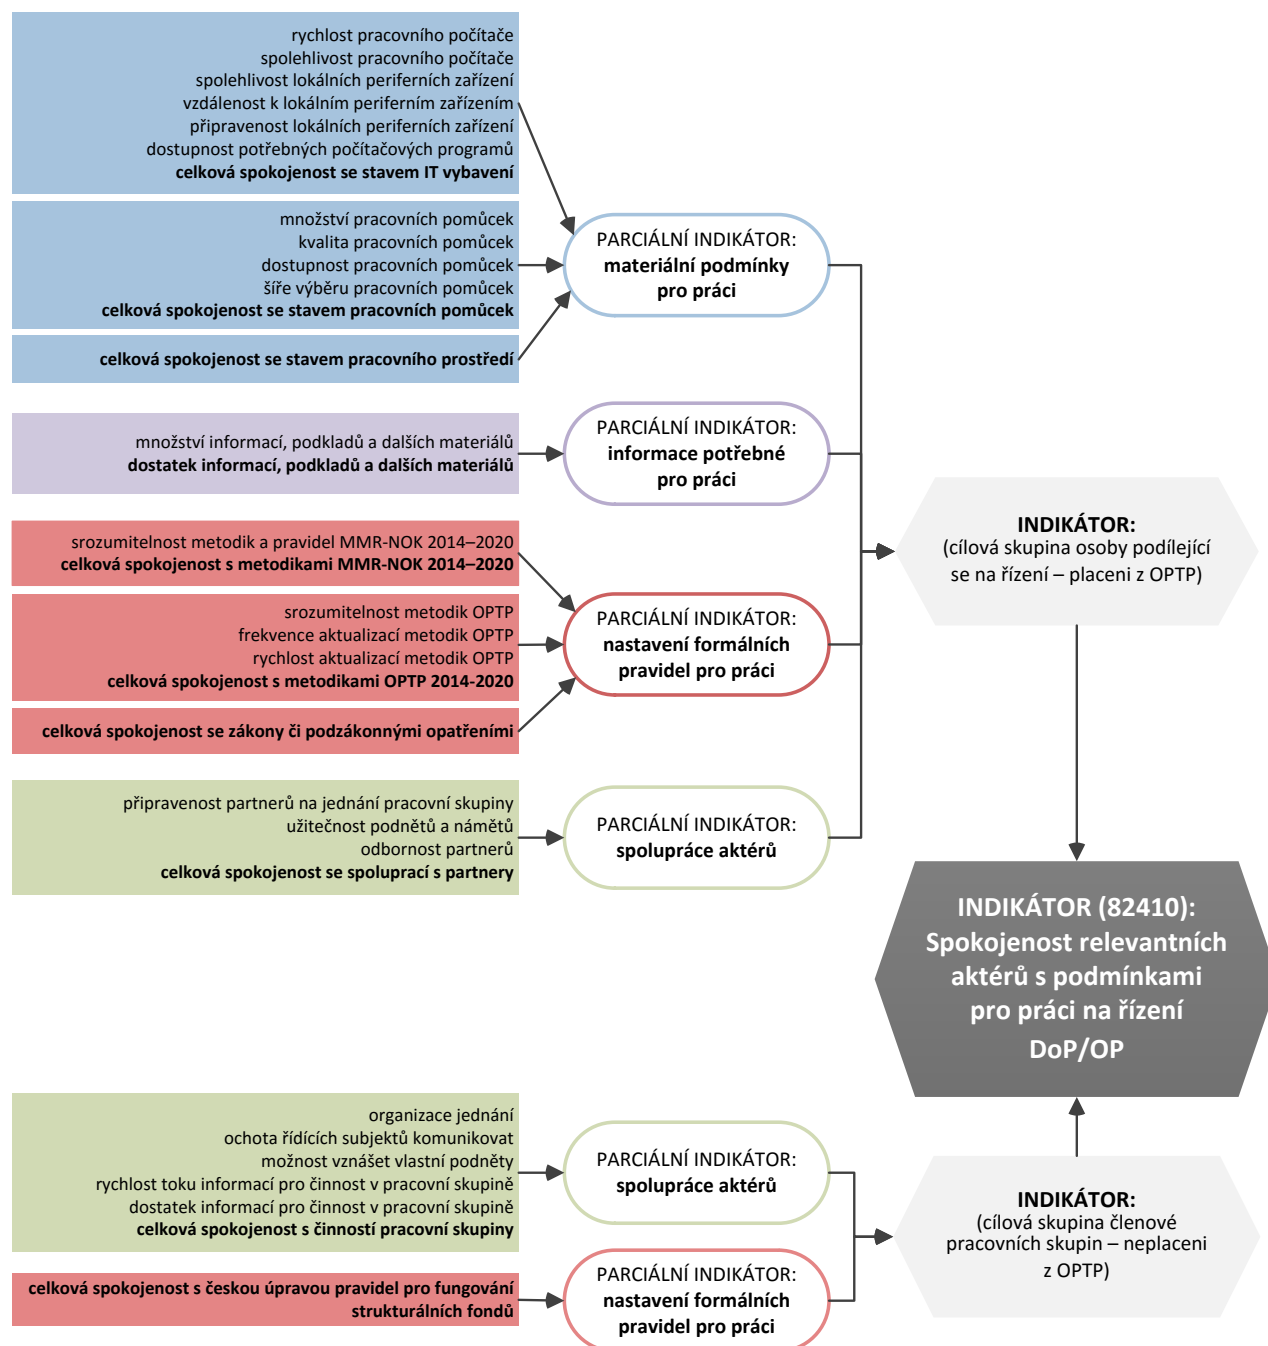 rychlost pracovního počítače
spolehlivost pracovního počítače
spolehlivost lokálních periferních zařízení
vzdálenost k lokálním periferním zařízením
připravenost lokálních periferních zařízení
dostupnost potřebných počítačových programů
celková spokojenost se stavem IT vybavení
množství pracovních pomůcek
kvalita pracovních pomůcek
dostupnost pracovních pomůcek
šíře výběru pracovních pomůcek
celková spokojenost se stavem pracovních pomůcek
celková spokojenost se stavem pracovního prostředí
PARCIÁLNÍ INDIKÁTOR:
materiální podmínky
pro práci
množství informací, podkladů a dalších materiálů
dostatek informací, podkladů a dalších materiálů
PARCIÁLNÍ INDIKÁTOR:
informace potřebné
pro práci
srozumitelnost metodik a pravidel MMR-NOK 2014–2020
celková spokojenost s metodikami MMR-NOK 2014–2020
srozumitelnost metodik OPTP
frekvence aktualizací metodik OPTP
rychlost aktualizací metodik OPTP
celková spokojenost s metodikami OPTP 2014-2020
celková spokojenost se zákony či podzákonnými opatřeními
PARCIÁLNÍ INDIKÁTOR:
nastavení formálních
pravidel pro práci
připravenost partnerů na jednání pracovní skupiny
užitečnost podnětů a námětů
odbornost partnerů
celková spokojenost se spoluprací s partnery
PARCIÁLNÍ INDIKÁTOR:
spolupráce aktérů
INDIKÁTOR:
(cílová skupina osoby podílející
se na řízení – placeni z OPTP)
INDIKÁTOR (82410):
Spokojenost relevantních
aktérů s podmínkami
pro práci na řízení
DoP/OP
organizace jednání
ochota řídících subjektů komunikovat
možnost vznášet vlastní podněty
rychlost toku informací pro činnost v pracovní skupině
dostatek informací pro činnost v pracovní skupině
celková spokojenost s činností pracovní skupiny
PARCIÁLNÍ INDIKÁTOR:
spolupráce aktérů
celková spokojenost s českou úpravou pravidel pro fungování
strukturálních fondů
PARCIÁLNÍ INDIKÁTOR:
nastavení formálních
pravidel pro práci
INDIKÁTOR:
(cílová skupina členové
pracovních skupin – neplaceni
z OPTP)